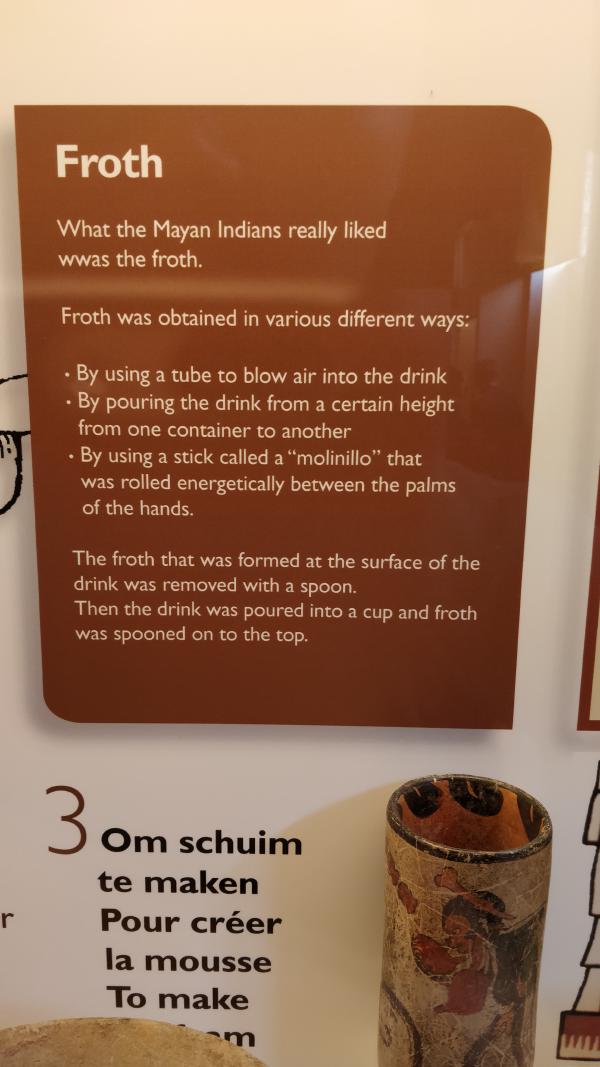 Froth
What the Mayan Indians really liked
wwas the froth.
Froth was obtained in various different ways:
• By using a tube to blow air into the drink
• By pouring the drink from a certain height
from one container to another
• By using a stick called a “molinillo” that
was rolled energetically between the palms
of the hands.
The froth that was formed at the surface of the
drink was removed with a spoon.
Then the drink was poured into a cup and froth
was spooned on to the top.
3
Om schuim
te maken
Pour créer
la mousse
To make
r